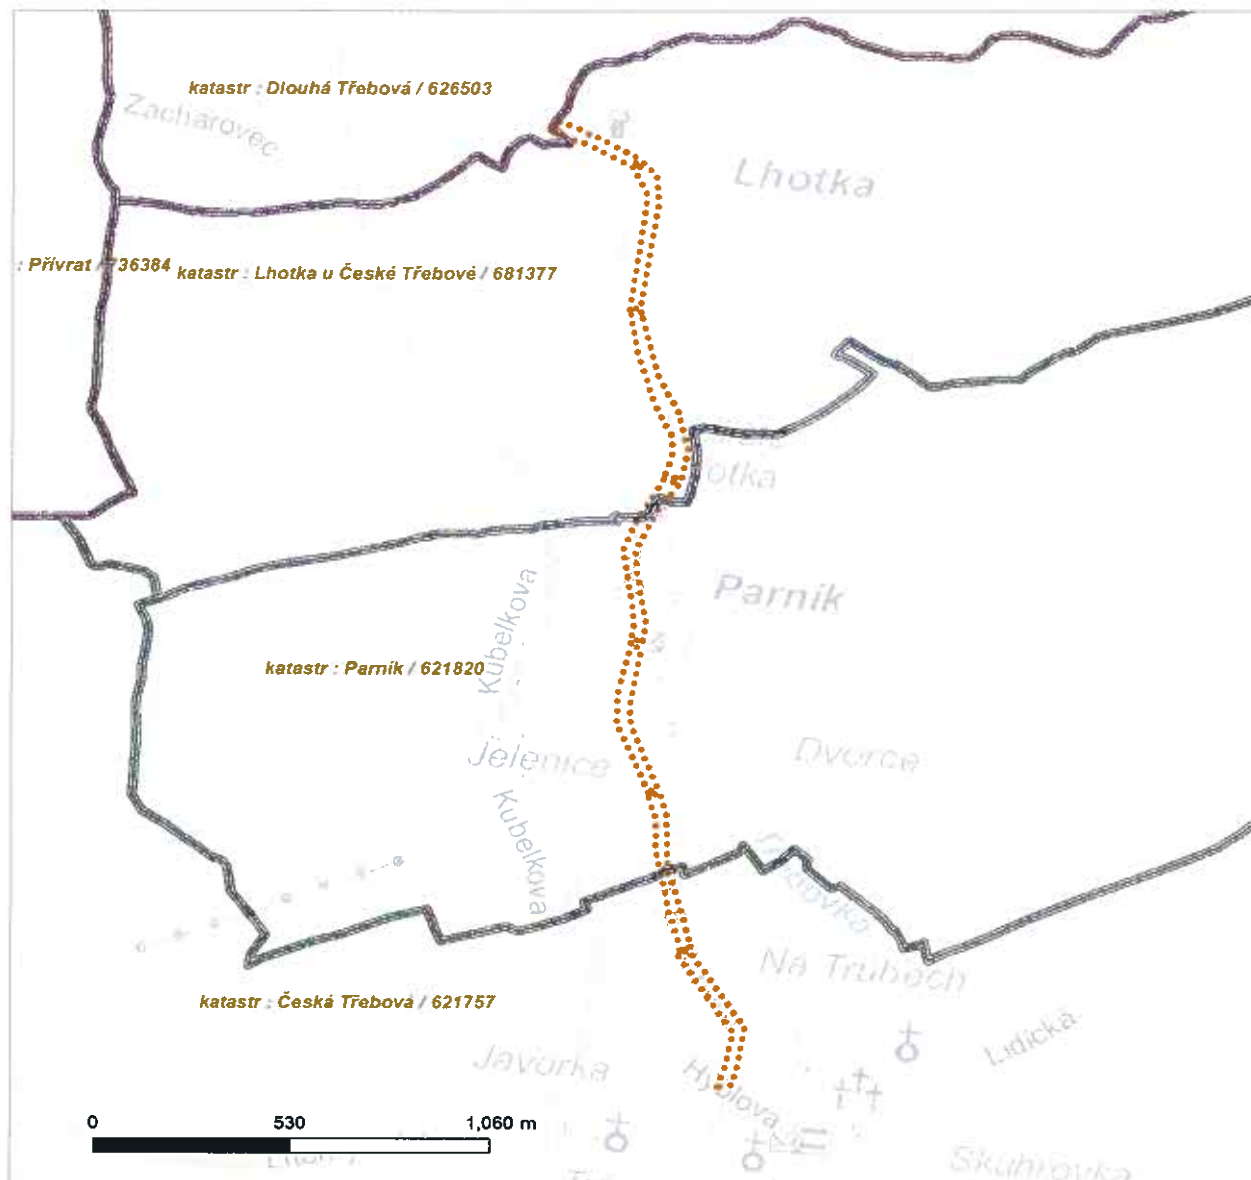 katastr : Dlouhá Třebová / 626503
Zacharovec
Lhotka
: Přívrat / 736384
katastr : Lhotka u České Třebové / 681377
otka
Parník
Kubelkova
katastr : Parník / 621820
Jelenice
Dvorce
Kubelkova
Na Trubech
katastr : Česká Třebová / 621757
Lidická
Javorka
Hýblova
0 530 1,060 m
Skuhrovka